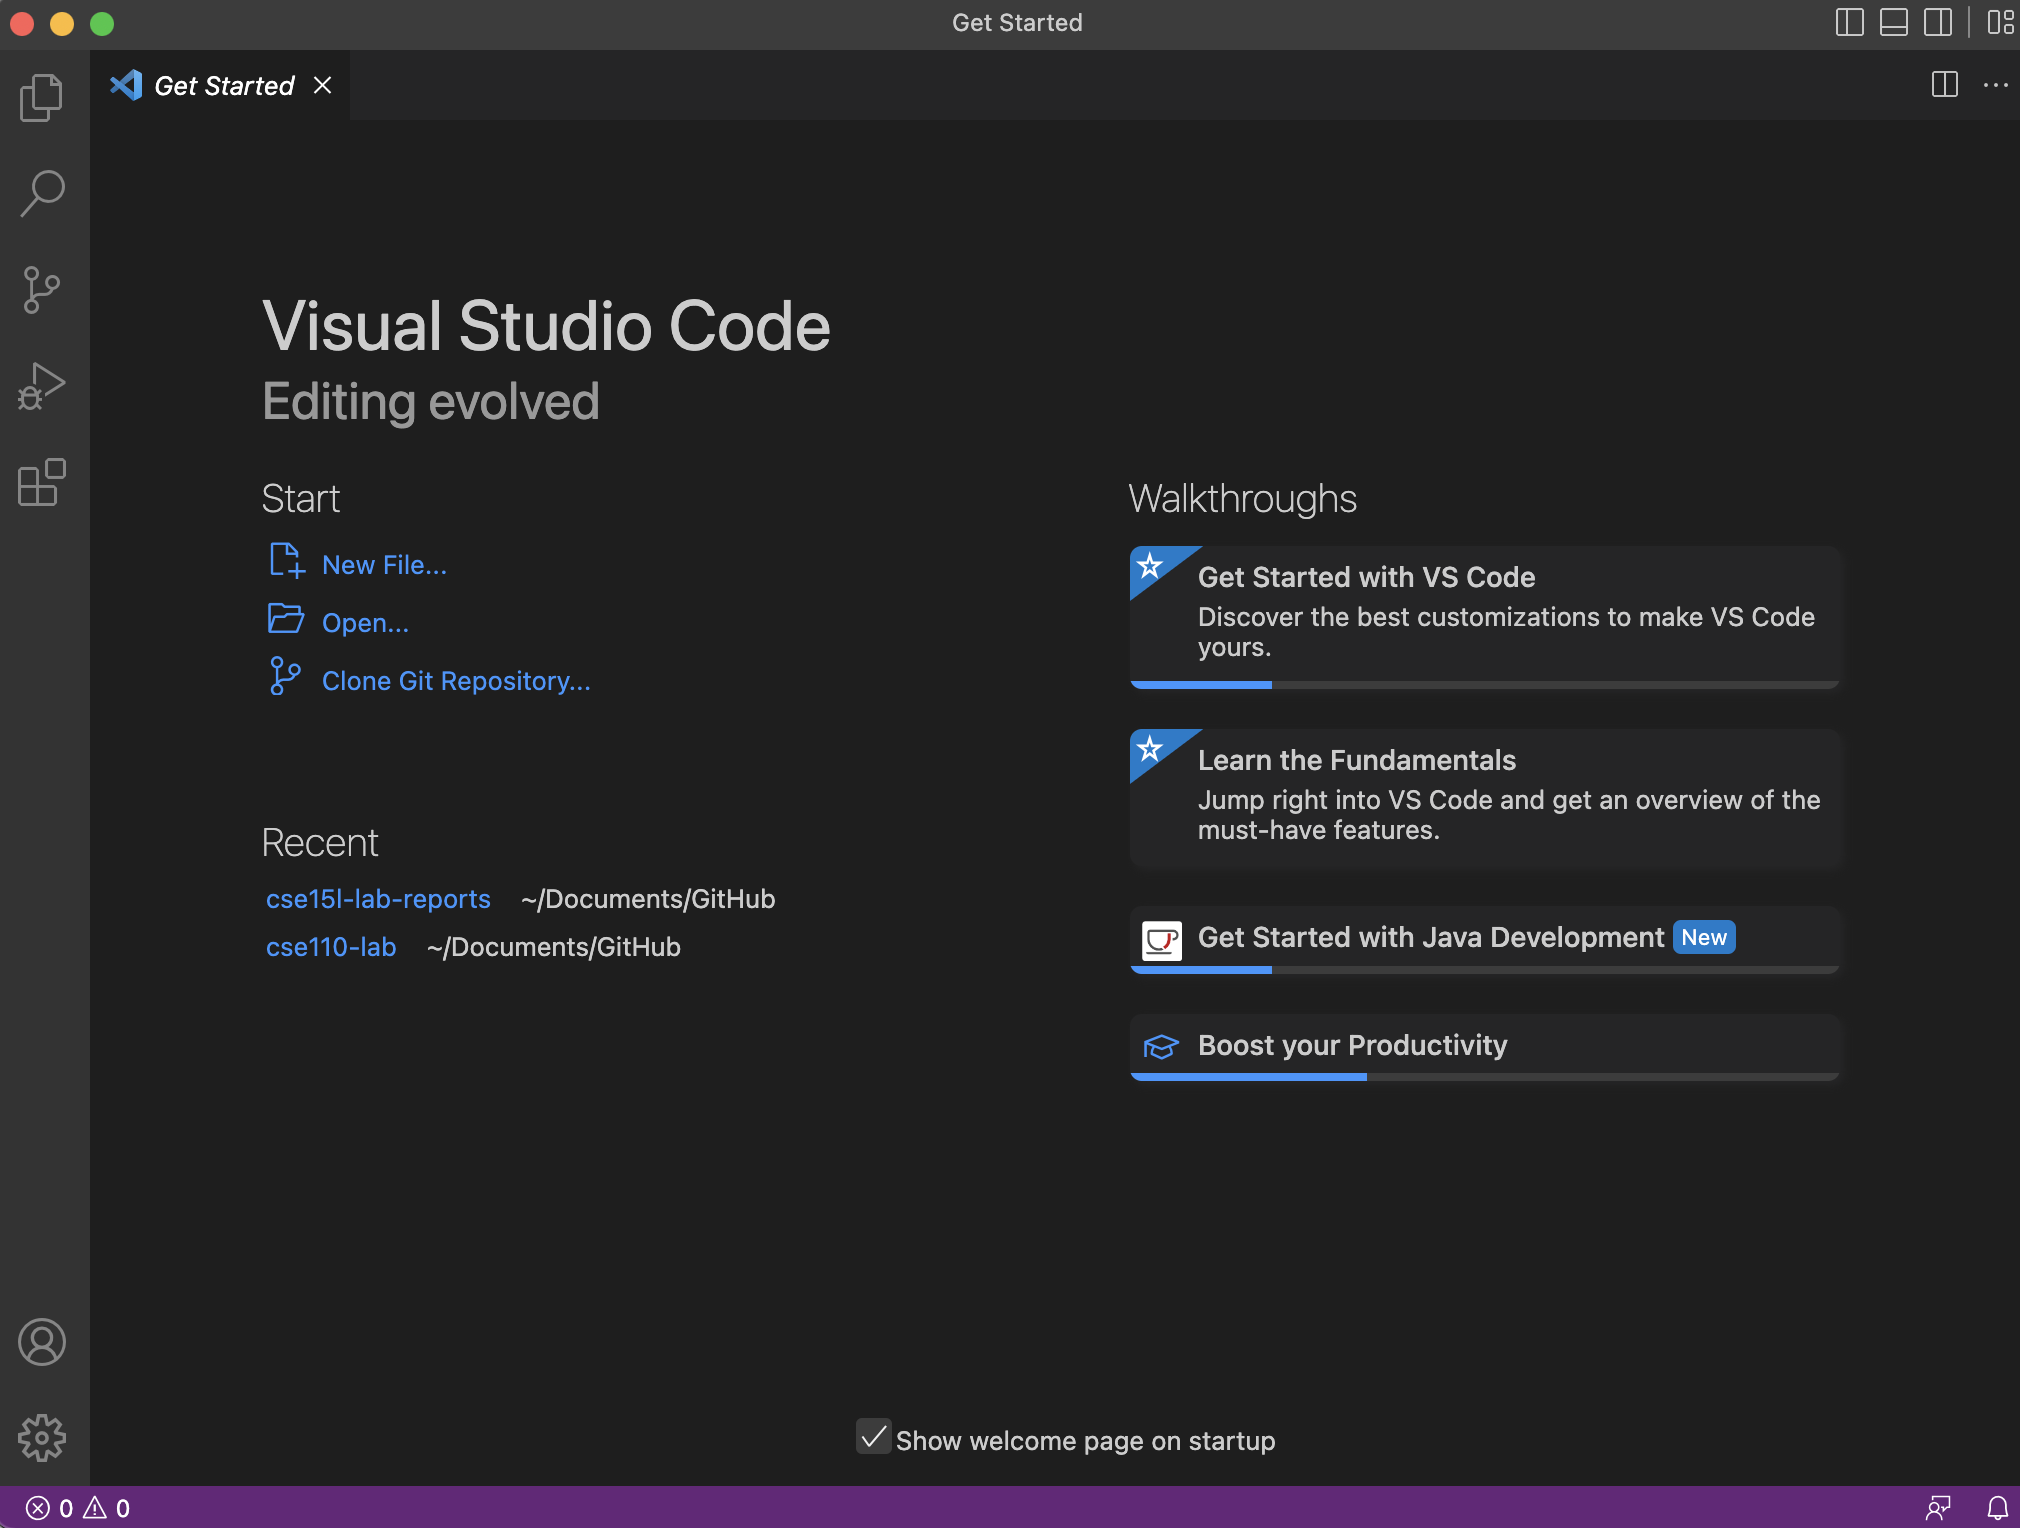 Get Started
Get Started
Visual Studio Code
Editing evolved
Start
New File...
Open...
Clone Git Repository...
Recent
cse15l-lab-reports ~/Documents/GitHub
cse110-lab ~/Documents/GitHub
Walkthroughs
Get Started with VS Code
Discover the best customizations to make VS Code
yours.
Learn the Fundamentals
Jump right into VS Code and get an overview of the
must-have features.
Get Started with Java Development New
Boost your Productivity
Show welcome page on startup
0 0